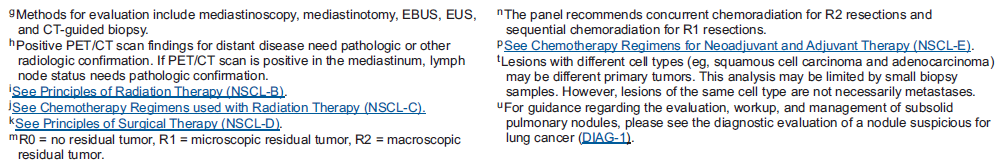 gMethods for evaluation include mediastinoscopy, mediastinotomy, EBUS, EUS,
and CT-guided biopsy.
hPositive PET/CT scan findings for distant disease need pathologic or other
radiologic confirmation. If PET/CT scan is positive in the mediastinum, lymph
node status needs pathologic confirmation.
iSee Principles of Radiation Therapy (NSCL-B).
jSee Chemotherapy Regimens used with Radiation Therapy (NSCL-C).
kSee Principles of Surgical Therapy (NSCL-D).
mR0 = no residual tumor, R1 = microscopic residual tumor, R2 = macroscopic
residual tumor.
nThe panel recommends concurrent chemoradiation for R2 resections and
sequential chemoradiation for R1 resections.
pSee Chemotherapy Regimens for Neoadjuvant and Adjuvant Therapy (NSCL-E).
tLesions with different cell types (eg, squamous cell carcinoma and adenocarcinoma)
may be different primary tumors. This analysis may be limited by small biopsy
samples. However, lesions of the same cell type are not necessarily metastases.
uFor guidance regarding the evaluation, workup, and management of subsolid
pulmonary nodules, please see the diagnostic evaluation of a nodule suspicious for
lung cancer (DIAG-1).